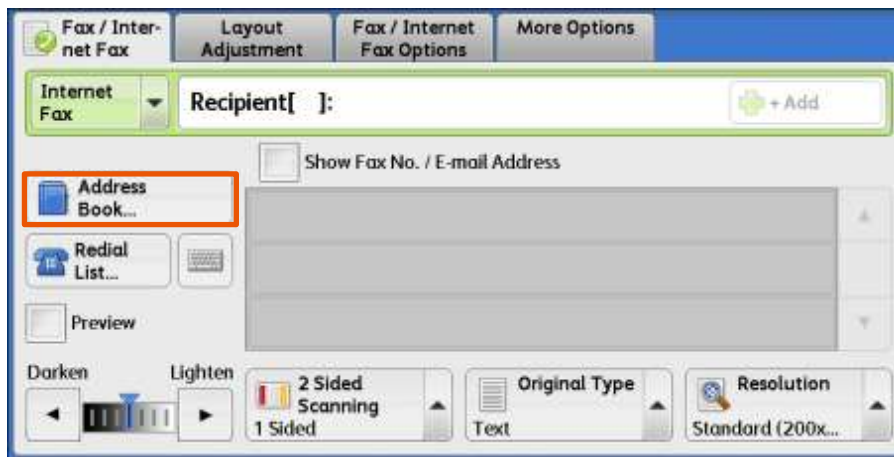 Fax / Inter-
net Fax
Layout
Adjustment
Fax / Internet
Fax Options
More Options
Internet
Fax
Recipient[ ]:
+ Add
Show Fax No. / E-mail Address
Address
Book...
Redial
List...
Preview
Darken
Lighten
2 Sided
Scanning
1 Sided
Original Type
Text
Resolution
Standard (200x...